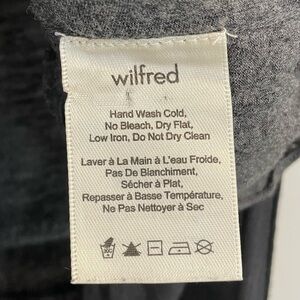 wilfred
Hand Wash Cold,
No Bleach, Dry Flat,
Low Iron, Do Not Dry Clean
Laver à La Main à L'eau Froide,
Pas De Blanchiment,
Sécher à Plat,
Repasser à Basse Température,
Ne Pas Nettoyer à Sec